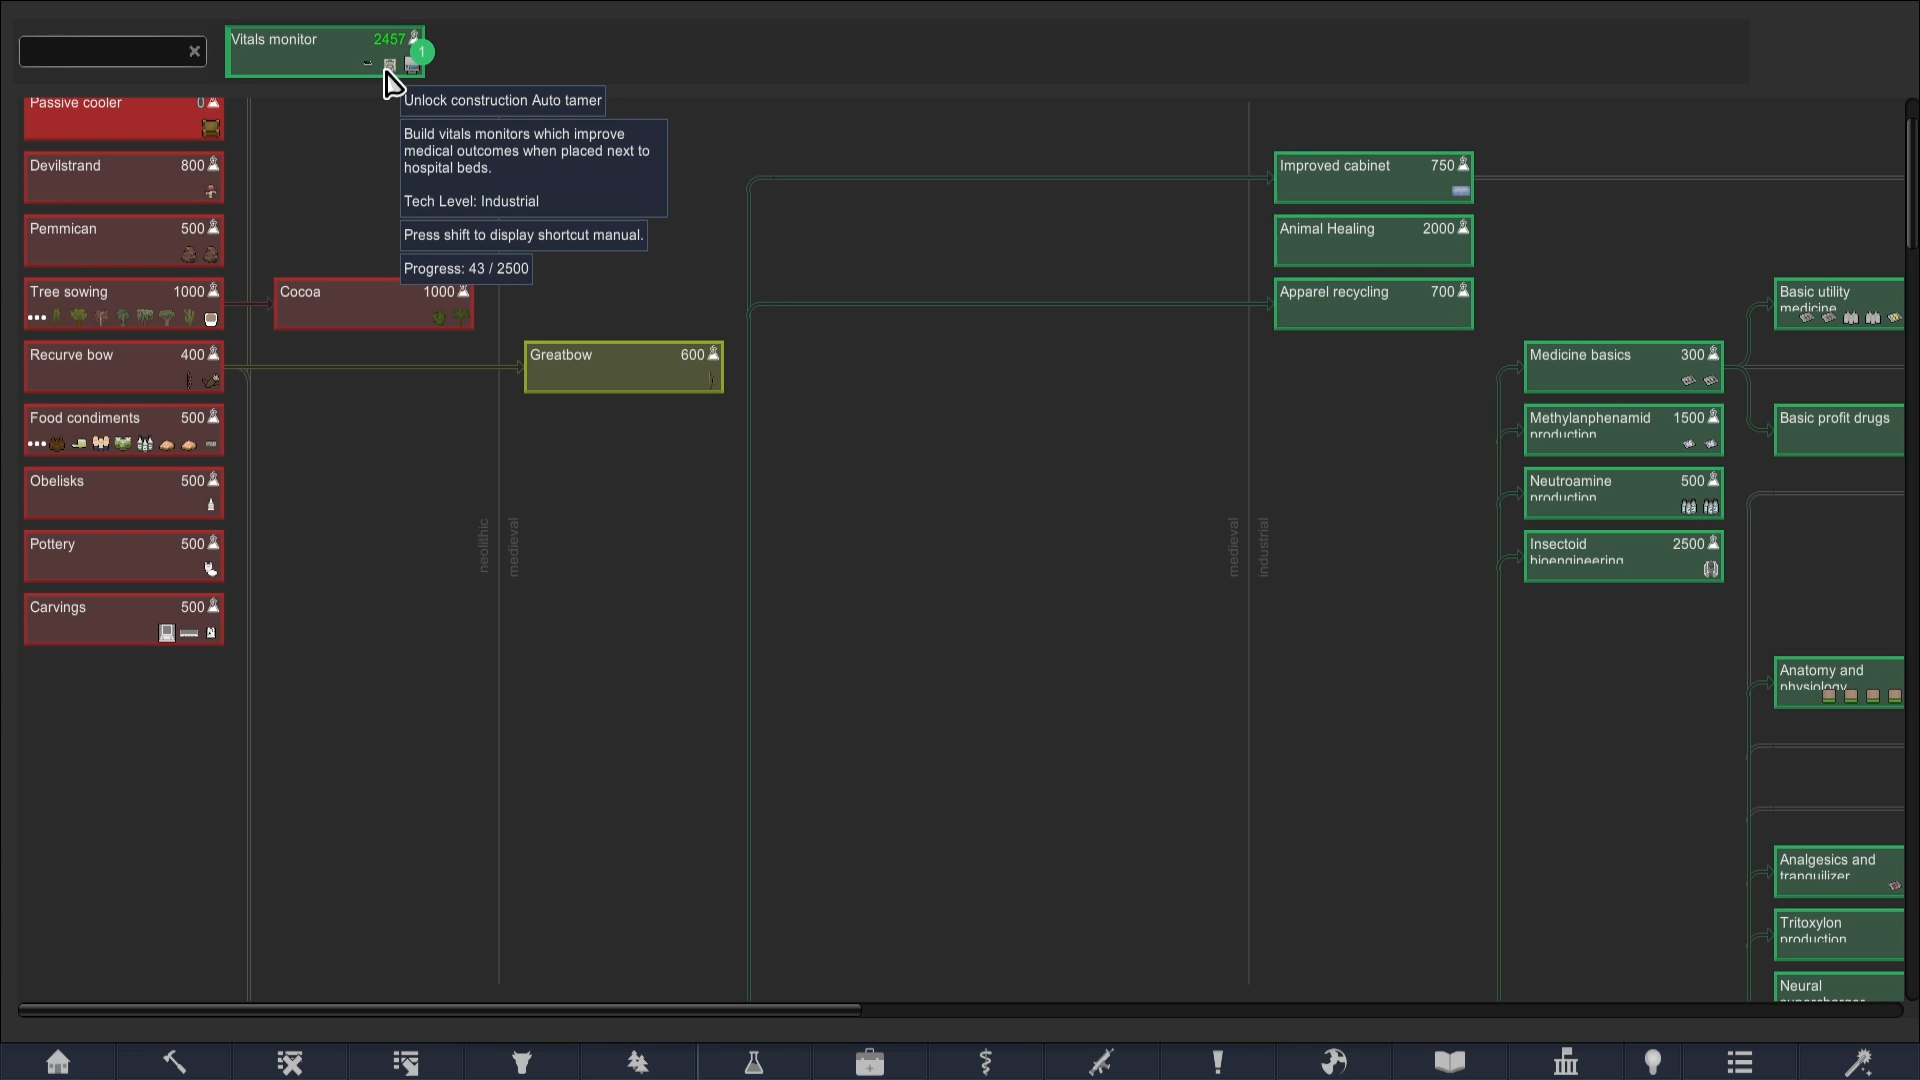 Vitals monitor 2457
1
Unlock construction Auto tamer
Build vitals monitors which improve
medical outcomes when placed next to
hospital beds.
Tech Level: Industrial
Press shift to display shortcut manual.
Progress: 43 / 2500
Passive cooler 0
Devilstrand 800
Pemmican 500
Tree sowing 1000
Cocoa 1000
Recurve bow 400
Greatbow 600
Food condiments 500
Obelisks 500
Pottery 500
Carvings 500
neolithic
medieval
medieval
industrial
Improved cabinet 750
Animal Healing 2000
Apparel recycling 700
Medicine basics 300
Methylanphenamid 1500
production
Neutroamine 500
production
Insectoid 2500
bioengineering
Basic utility
medicine
Basic profit drugs
Anatomy and
physiology
Analgesics and
tranquilizer
Tritoxylon
production
Neural
supercharger